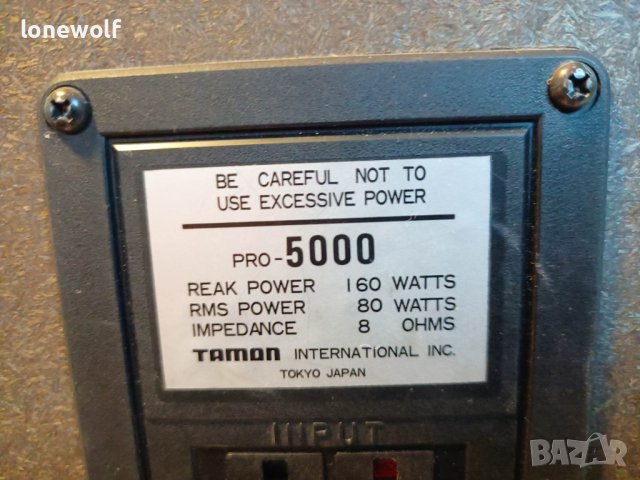 lonewolf
BE CAREFUL NOT TO
USE EXCESSIVE POWER
PRO-5000
REAK POWER 160 WATTS
RMS POWER 80 WATTS
IMPEDANCE 8 OHMS
TAMON INTERNATIONAL INC.
TOKYO JAPAN
INPUT
BAZAR